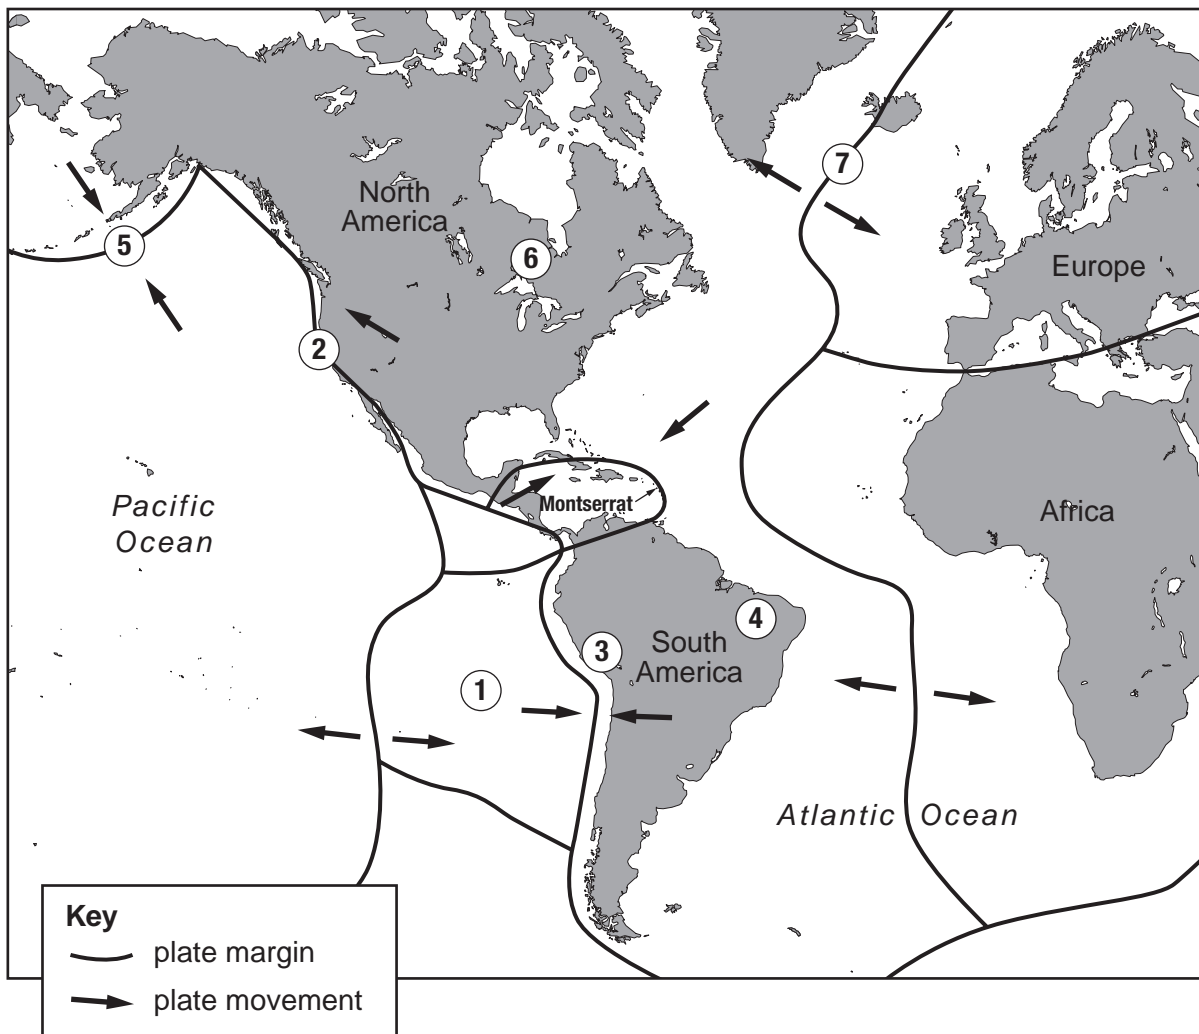 7
North
America
5
6
Europe
2
Pacific
Ocean
Montserrat
Africa
4
3
South
America
1
Atlantic Ocean
Key
plate margin
plate movement